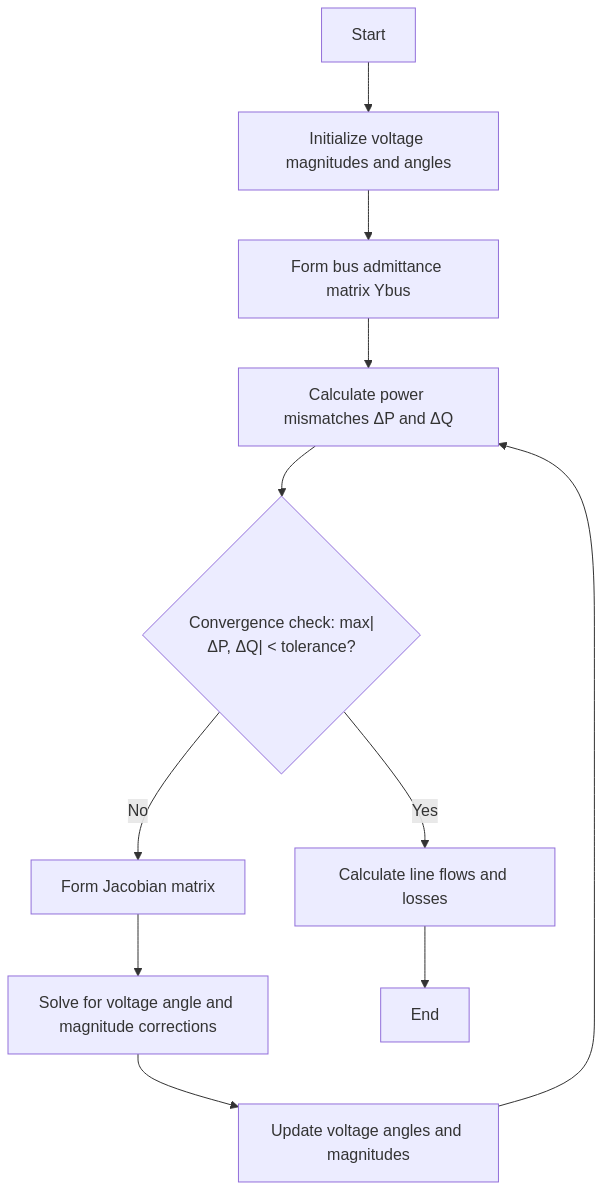 Start
Initialize voltage
magnitudes and angles
Form bus admittance
matrix Ybus
Calculate power
mismatches ΔP and ΔQ
Convergence check: max|
ΔP, ΔQ| < tolerance?
No
Yes
Form Jacobian matrix
Calculate line flows and
losses
Solve for voltage angle and
magnitude corrections
End
Update voltage angles and
magnitudes